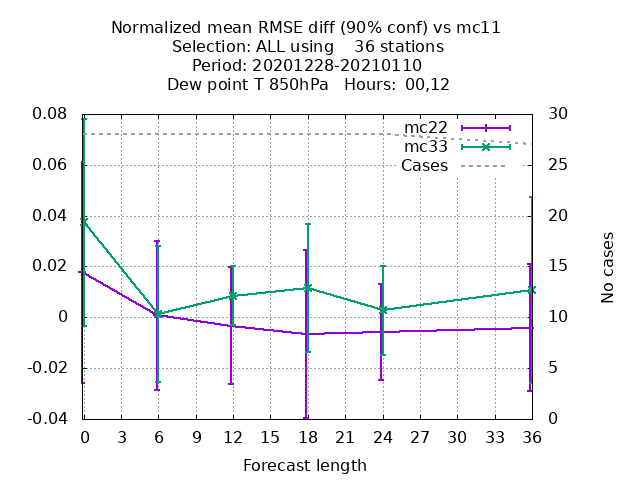 Normalized mean RMSE diff (90% conf) vs mc11
Selection: ALL using    36 stations
Period: 20201228-20210110
Dew point T 850hPa   Hours:  00,12
mc22
mc33
Cases
0.08
0.06
0.04
0.02
0
-0.02
-0.04
30
25
20
15
10
5
0
No cases
0 3 6 9 12 15 18 21 24 27 30 33 36
Forecast length